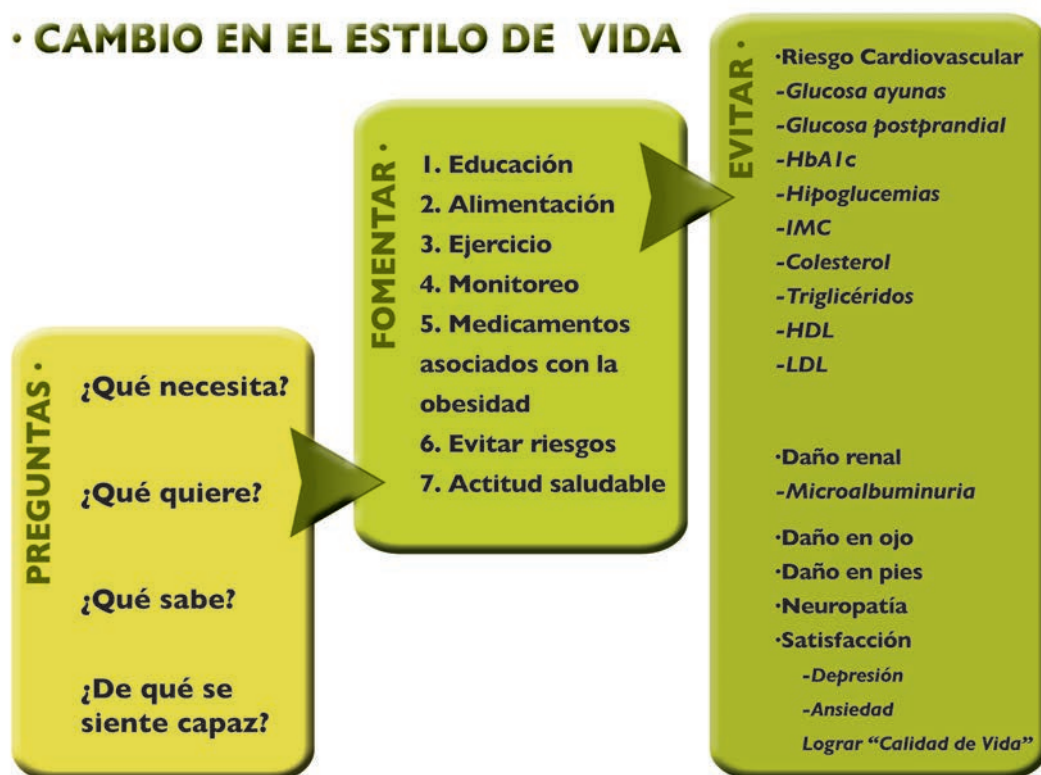 · CAMBIO EN EL ESTILO DE VIDA
PREGUNTAS ·
¿Qué necesita?
¿Qué quiere?
¿Qué sabe?
¿De qué se
siente capaz?
FOMENTAR ·
1. Educación
2. Alimentación
3. Ejercicio
4. Monitoreo
5. Medicamentos
asociados con la
obesidad
6. Evitar riesgos
7. Actitud saludable
EVITAR ·
·Riesgo Cardiovascular
-Glucosa ayunas
-Glucosa postprandial
-HbA1c
-Hipoglucemias
-IMC
-Colesterol
-Triglicéridos
-HDL
-LDL
·Daño renal
-Microalbuminuria
·Daño en ojo
·Daño en pies
·Neuropatía
·Satisfacción
-Depresión
-Ansiedad
Lograr “Calidad de Vida”